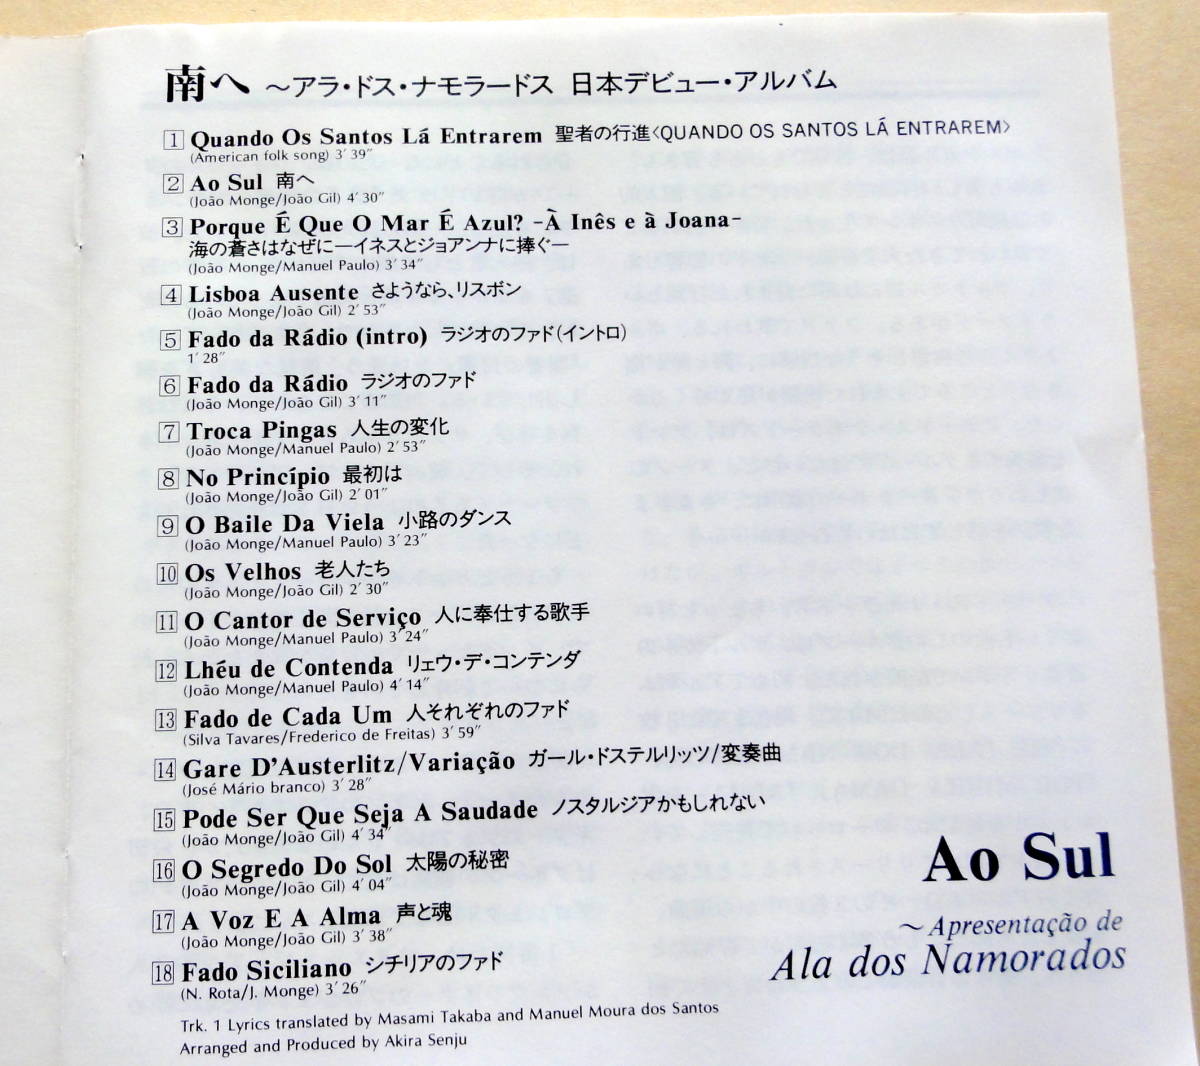 南へ ～アラ・ドス・ナモラードス 日本デビュー・アルバム
1 Quando Os Santos Lá Entrarem 聖者の行進〈QUANDO OS SANTOS LÁ ENTRAREM〉
(American folk song) 3′39″
2 Ao Sul 南へ
(João Monge/João Gil) 4′30″
3 Porque É Que O Mar É Azul? -À Inês e à Joana-
海の蒼さはなぜに―イネスとジョアンナに捧ぐ―
(João Monge/Manuel Paulo) 3′34″
4 Lisboa Ausente さようなら、リスボン
(João Monge/João Gil) 2′53″
5 Fado da Rádio (intro) ラジオのファド(イントロ)
1′28″
6 Fado da Rádio ラジオのファド
(João Monge/João Gil) 3′11″
7 Troca Pingas 人生の変化
(João Monge/Manuel Paulo) 2′53″
8 No Princípio 最初は
(João Monge/João Gil) 2′01″
9 O Baile Da Viela 小路のダンス
(João Monge/Manuel Paulo) 3′23″
10 Os Velhos 老人たち
(João Monge/João Gil) 2′30″
11 O Cantor de Serviço 人に奉仕する歌手
(João Monge/Manuel Paulo) 3′24″
12 Lhéu de Contenda リェウ・デ・コンテンダ
(João Monge/Manuel Paulo) 4′14″
13 Fado de Cada Um 人それぞれのファド
(Silva Tavares/Frederico de Freitas) 3′59″
14 Gare D'Austerlitz/Variação ガール・ドステルリッツ/変奏曲
(José Mário branco) 3′28″
15 Pode Ser Que Seja A Saudade ノスタルジアかもしれない
(João Monge/João Gil) 4′34″
16 O Segredo Do Sol 太陽の秘密
(João Monge/João Gil) 4′04″
17 A Voz E A Alma 声と魂
(João Monge/João Gil) 3′38″
18 Fado Siciliano シチリアのファド
(N. Rota/J. Monge) 3′26″
Trk. 1 Lyrics translated by Masami Takaba and Manuel Moura dos Santos
Arranged and Produced by Akira Senju
Ao Sul
～Apresentação de
Ala dos Namorados